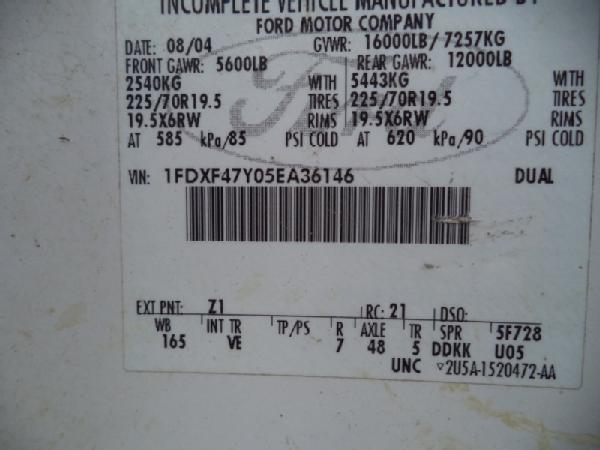 INCOMPLETE VEHICLE MANUFACTURED BY
FORD MOTOR COMPANY
DATE: 08/04 GVWR: 16000LB/ 7257KG
FRONT GAWR: 5600LB REAR GAWR: 12000LB
2540KG WITH 5443KG WITH
225/70R19.5 TIRES 225/70R19.5 TIRES
19.5X6RW RIMS 19.5X6RW RIMS
AT 585 kPa/85 PSI COLD AT 620 kPa/90 PSI COLD
VIN: 1FDXF47Y05EA36146 DUAL
EXT PNT: Z1 RC: 21 DSO:
WB INT TR TP/PS R AXLE TR SPR 5F728
165 VE 7 48 5 DDKK U05
UNC ▽2U5A-1520472-AA
Ford